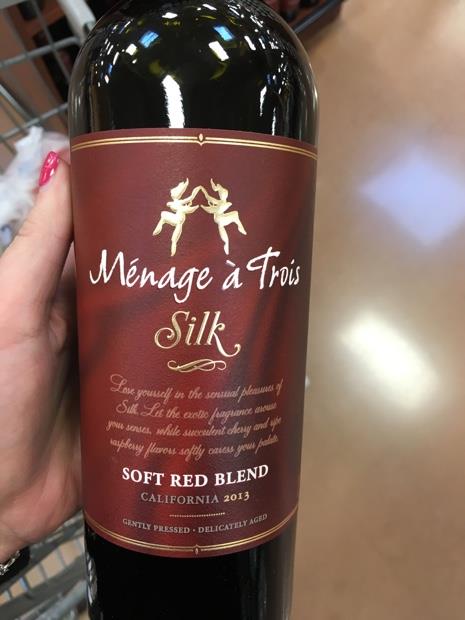 Ménage à Trois
Silk
Lose yourself in the sensual pleasures of
Silk. Let the exotic fragrance arouse
your senses, while succulent cherry and ripe
raspberry flavors softly caress your palate.
SOFT RED BLEND
CALIFORNIA 2013
GENTLY PRESSED • DELICATELY AGED